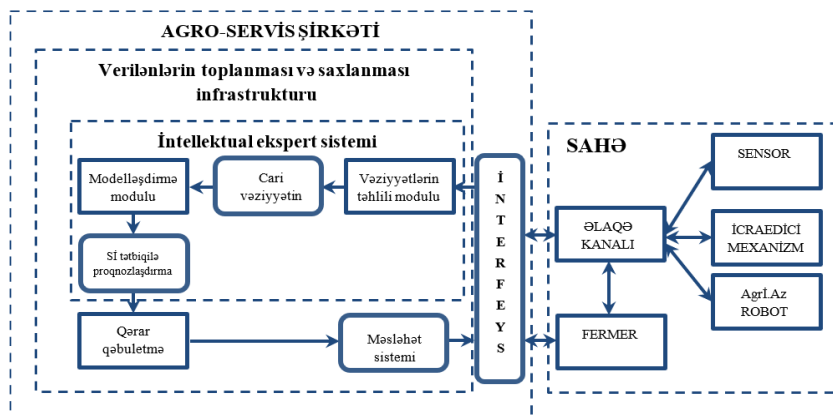 AGRO-SERVİS ŞİRKƏTİ
Verilənlərin toplanması və saxlanması
infrastrukturu
İntellektual ekspert sistemi
Modelləşdirmə
modulu
Cari
vəziyyətin
Vəziyyətlərin
təhlili modulu
Sİ tətbiqilə
proqnozlaşdırma
Qərar
qəbuletmə
Məsləhət
sistemi
İNTERFEYS
SAHƏ
SENSOR
ƏLAQƏ
KANALI
İCRAEDİCİ
MEXANİZM
Agrİ.Az
ROBOT
FERMER